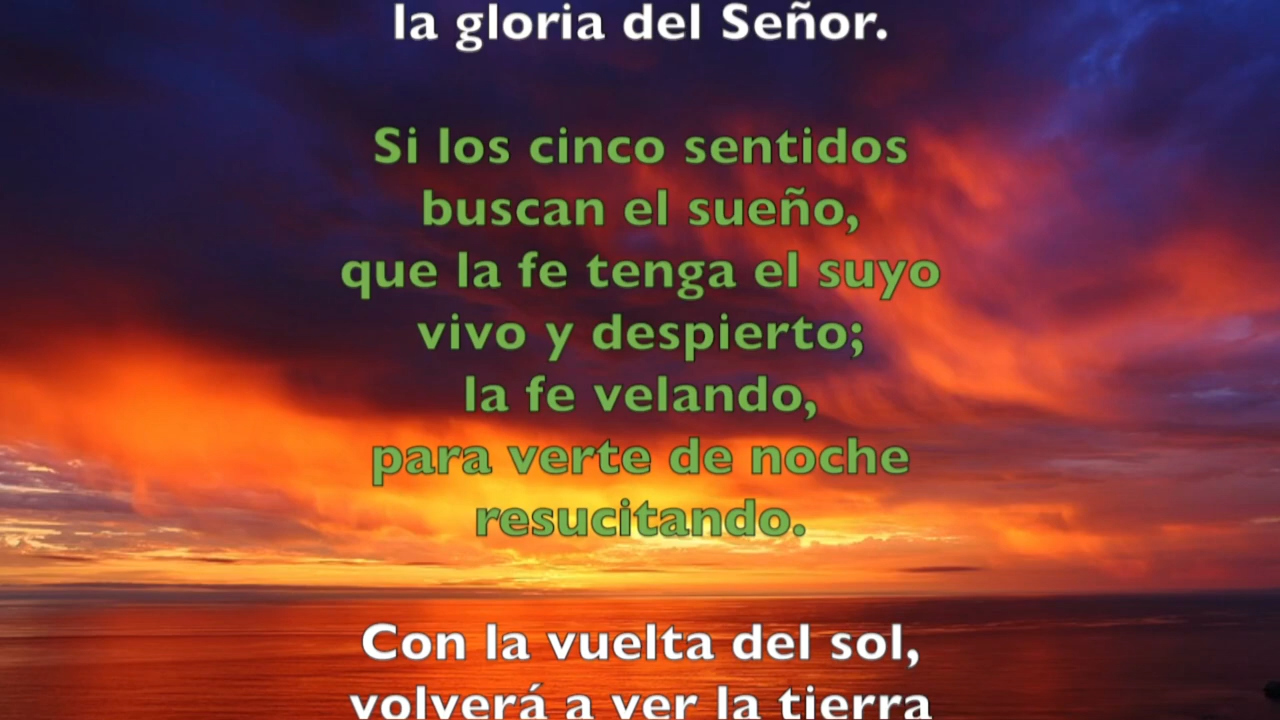 la gloria del Señor.
Si los cinco sentidos
buscan el sueño,
que la fe tenga el suyo
vivo y despierto;
la fe velando,
para verte de noche
resucitando.
Con la vuelta del sol,
volverá a ver la tierra